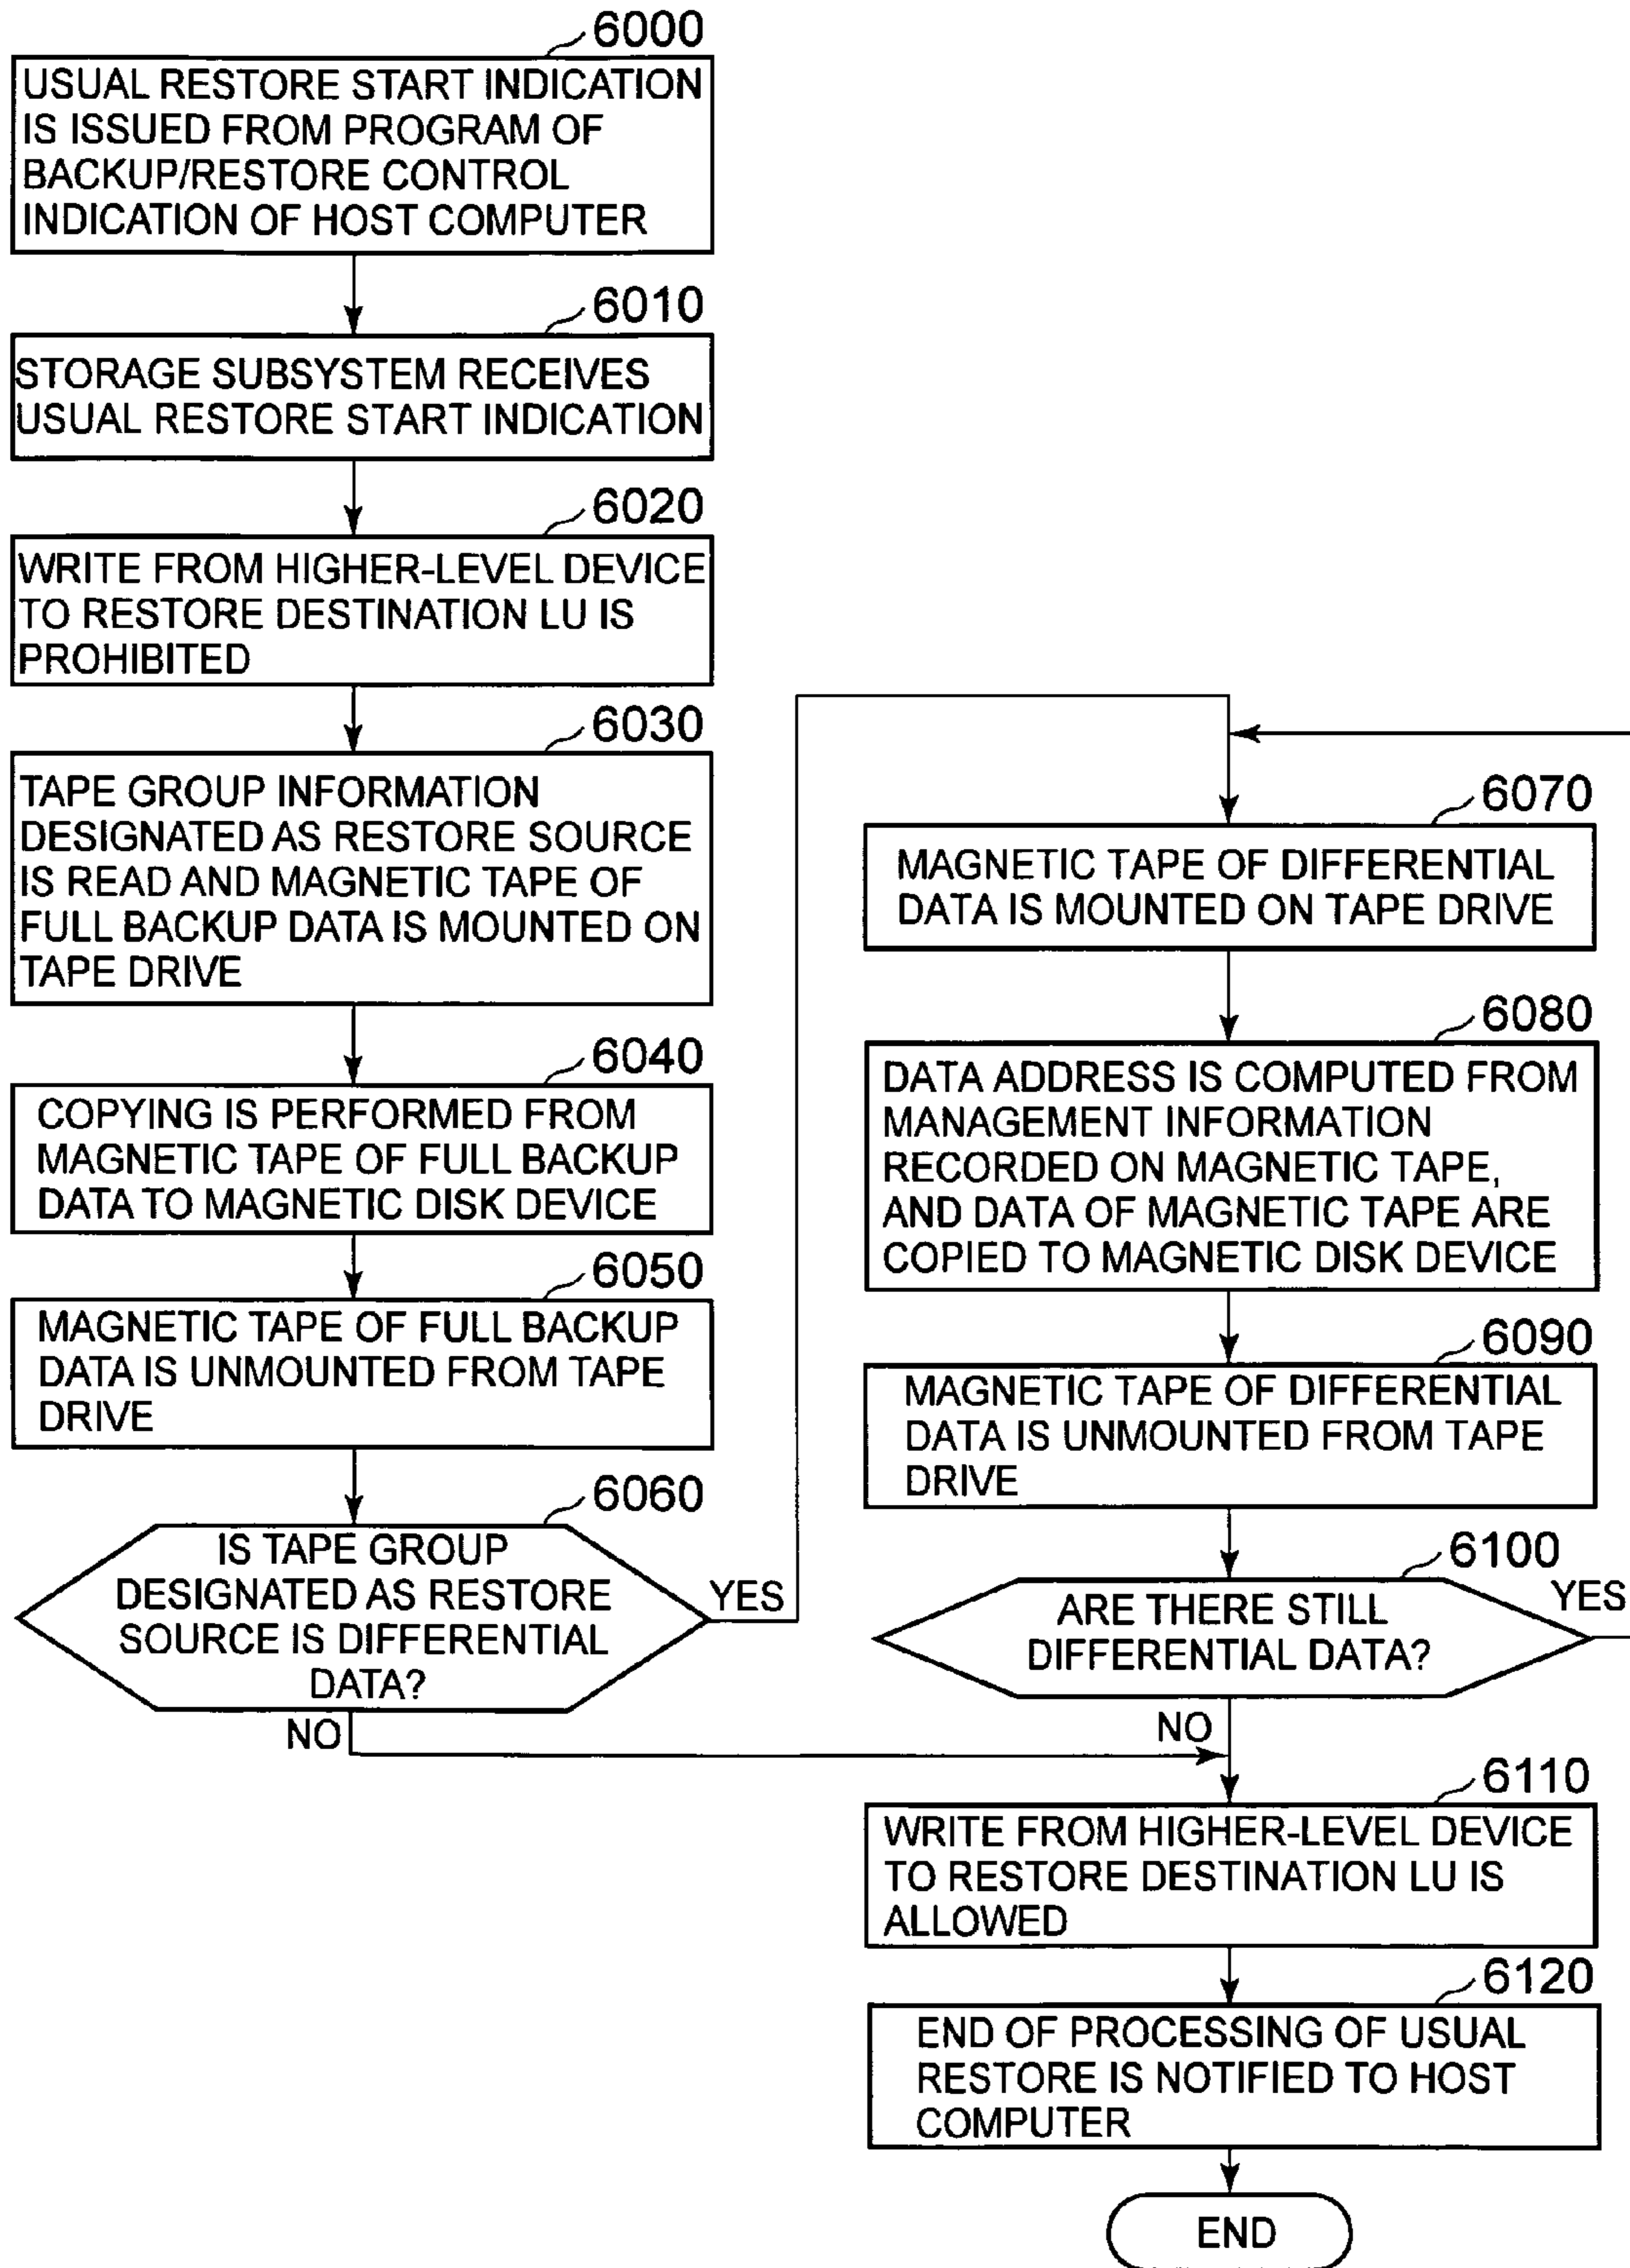 6000
USUAL RESTORE START INDICATION
IS ISSUED FROM PROGRAM OF
BACKUP/RESTORE CONTROL
INDICATION OF HOST COMPUTER
6010
STORAGE SUBSYSTEM RECEIVES
USUAL RESTORE START INDICATION
6020
WRITE FROM HIGHER-LEVEL DEVICE
TO RESTORE DESTINATION LU IS
PROHIBITED
6030
TAPE GROUP INFORMATION
DESIGNATED AS RESTORE SOURCE
IS READ AND MAGNETIC TAPE OF
FULL BACKUP DATA IS MOUNTED ON
TAPE DRIVE
6040
COPYING IS PERFORMED FROM
MAGNETIC TAPE OF FULL BACKUP
DATA TO MAGNETIC DISK DEVICE
6050
MAGNETIC TAPE OF FULL BACKUP
DATA IS UNMOUNTED FROM TAPE
DRIVE
6060
IS TAPE GROUP
DESIGNATED AS RESTORE
SOURCE IS DIFFERENTIAL
DATA?
YES
NO
6070
MAGNETIC TAPE OF DIFFERENTIAL
DATA IS MOUNTED ON TAPE DRIVE
6080
DATA ADDRESS IS COMPUTED FROM
MANAGEMENT INFORMATION
RECORDED ON MAGNETIC TAPE,
AND DATA OF MAGNETIC TAPE ARE
COPIED TO MAGNETIC DISK DEVICE
6090
MAGNETIC TAPE OF DIFFERENTIAL
DATA IS UNMOUNTED FROM TAPE
DRIVE
6100
ARE THERE STILL
DIFFERENTIAL DATA?
YES
NO
6110
WRITE FROM HIGHER-LEVEL DEVICE
TO RESTORE DESTINATION LU IS
ALLOWED
6120
END OF PROCESSING OF USUAL
RESTORE IS NOTIFIED TO HOST
COMPUTER
END